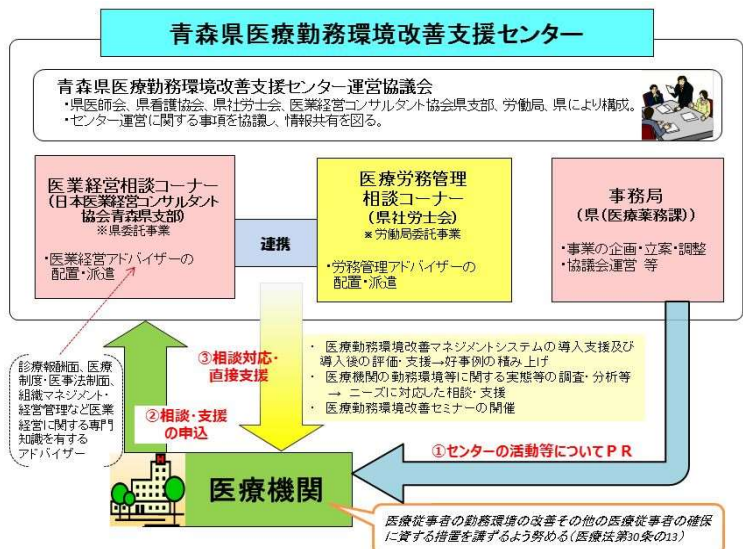 青森県医療勤務環境改善支援センター
青森県医療勤務環境改善支援センター運営協議会
・県医師会、県看護協会、県社労士会、医業経営コンサルタント協会県支部、労働局、県により構成。
・センター運営に関する事項を協議し、情報共有を図る。
医業経営相談コーナー
(日本医業経営コンサルタント
協会青森県支部)
※県委託事業
・医業経営アドバイザーの
配置・派遣
連携
医療労務管理
相談コーナー
(県社労士会)
※労働局委託事業
・労務管理アドバイザーの
配置・派遣
事務局
(県(医療薬務課))
・事業の企画・立案・調整
・協議会運営 等
診療報酬面、医療
制度・医事法制面、
組織マネジメント・
経営管理など医業
経営に関する専門
知識を有する
アドバイザー
③相談対応・
直接支援
・ 医療勤務環境改善マネジメントシステムの導入支援及び
導入後の評価・支援→好事例の積み上げ
・ 医療機関の勤務環境等に関する実態等の調査・分析等
→ ニーズに対応した相談・支援
・ 医療勤務環境改善セミナーの開催
②相談・支援
の申込
①センターの活動等についてPR
H
医療機関
医療従事者の勤務環境の改善その他の医療従事者の確保
に資する措置を講ずるよう努める(医療法第30条の13)